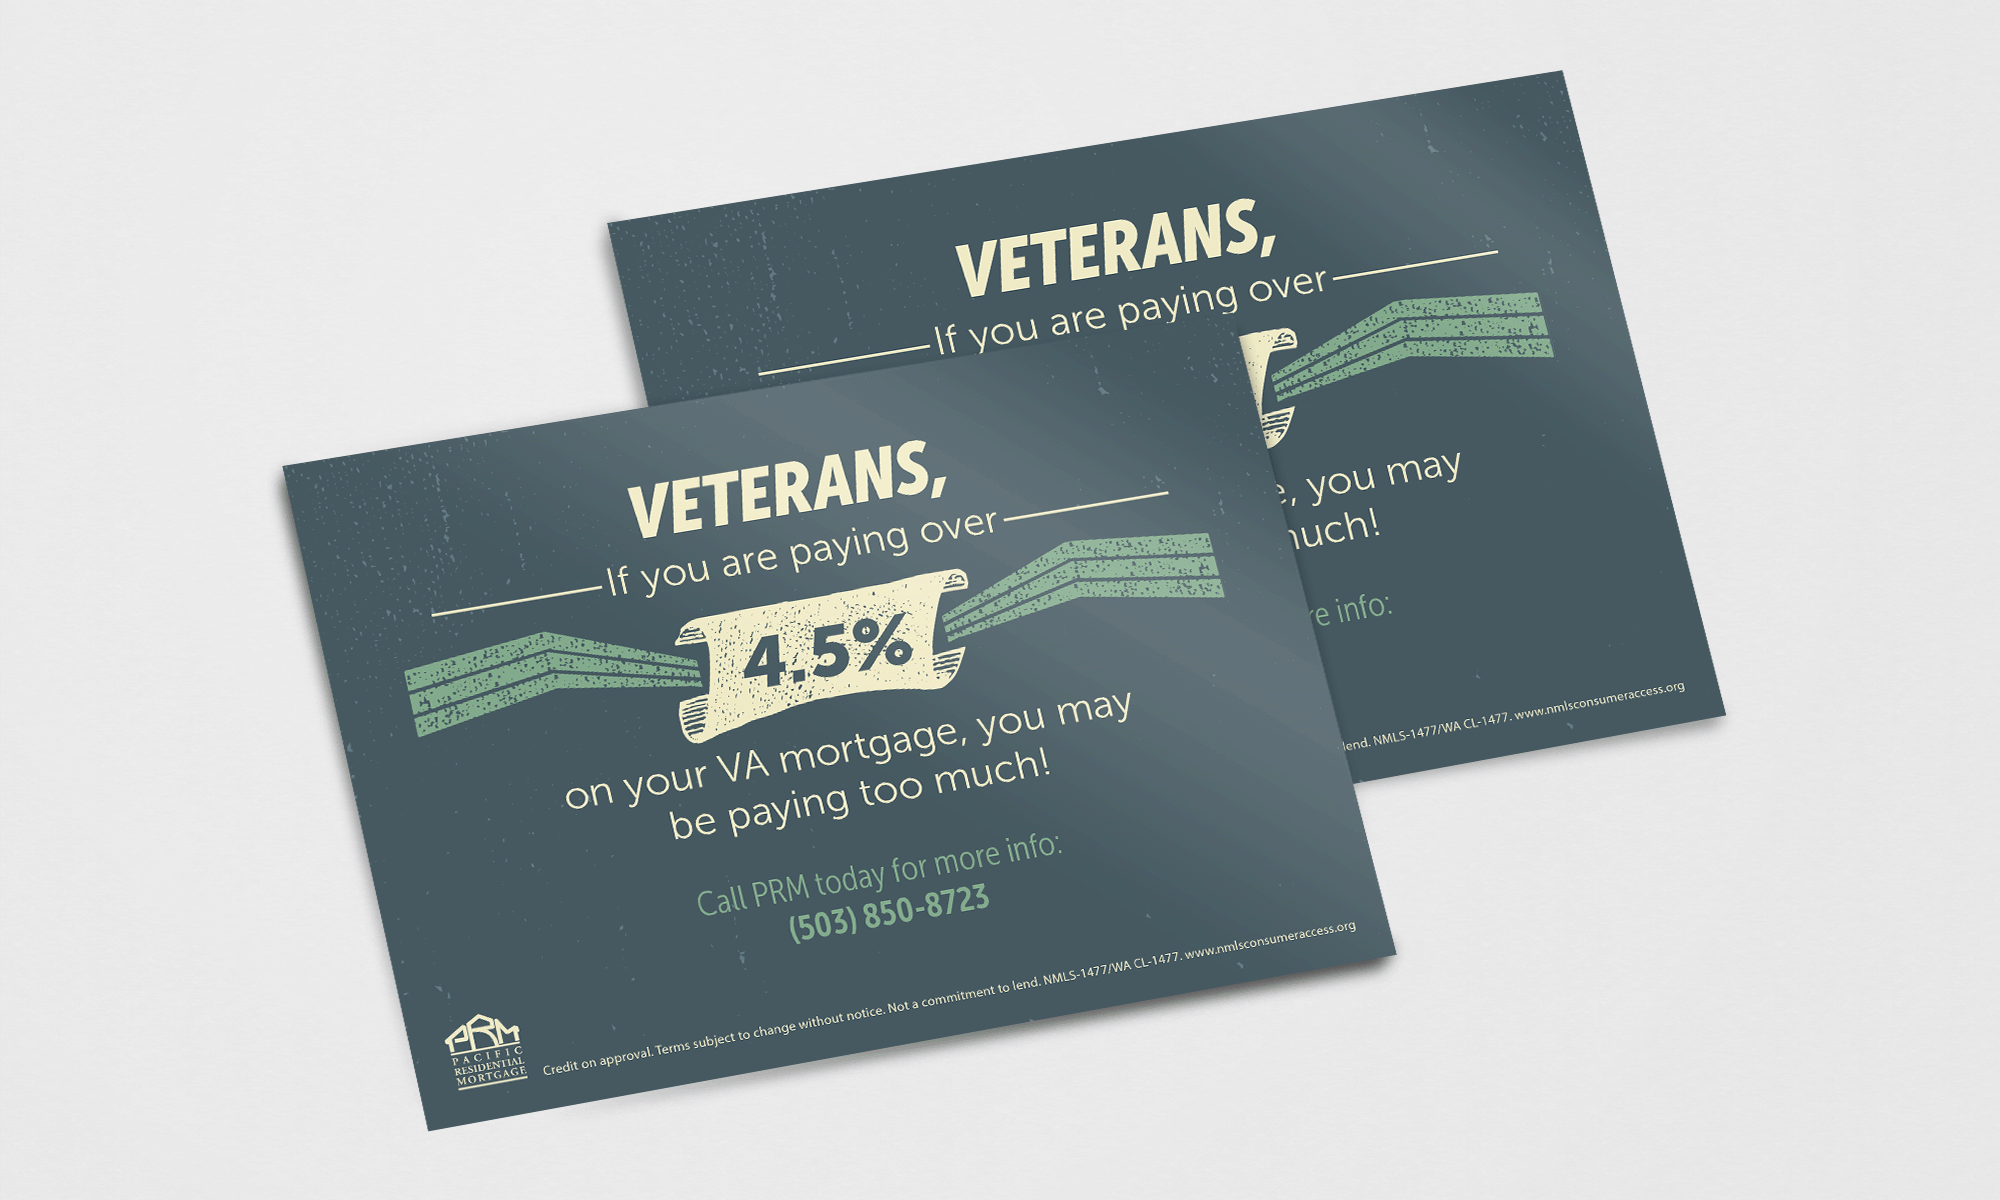 VETERANS,
If you are paying over
4.5%
on your VA mortgage, you may
be paying too much!
Call PRM today for more info:
(503) 850-8723
PRM
PACIFIC
RESIDENTIAL
MORTGAGE
Credit on approval. Terms subject to change without notice. Not a commitment to lend. NMLS-1477/WA CL-1477. www.nmlsconsumeraccess.org
VETERANS,
If you are paying over
e, you may
much!
re info:
lend. NMLS-1477/WA CL-1477. www.nmlsconsumeraccess.org